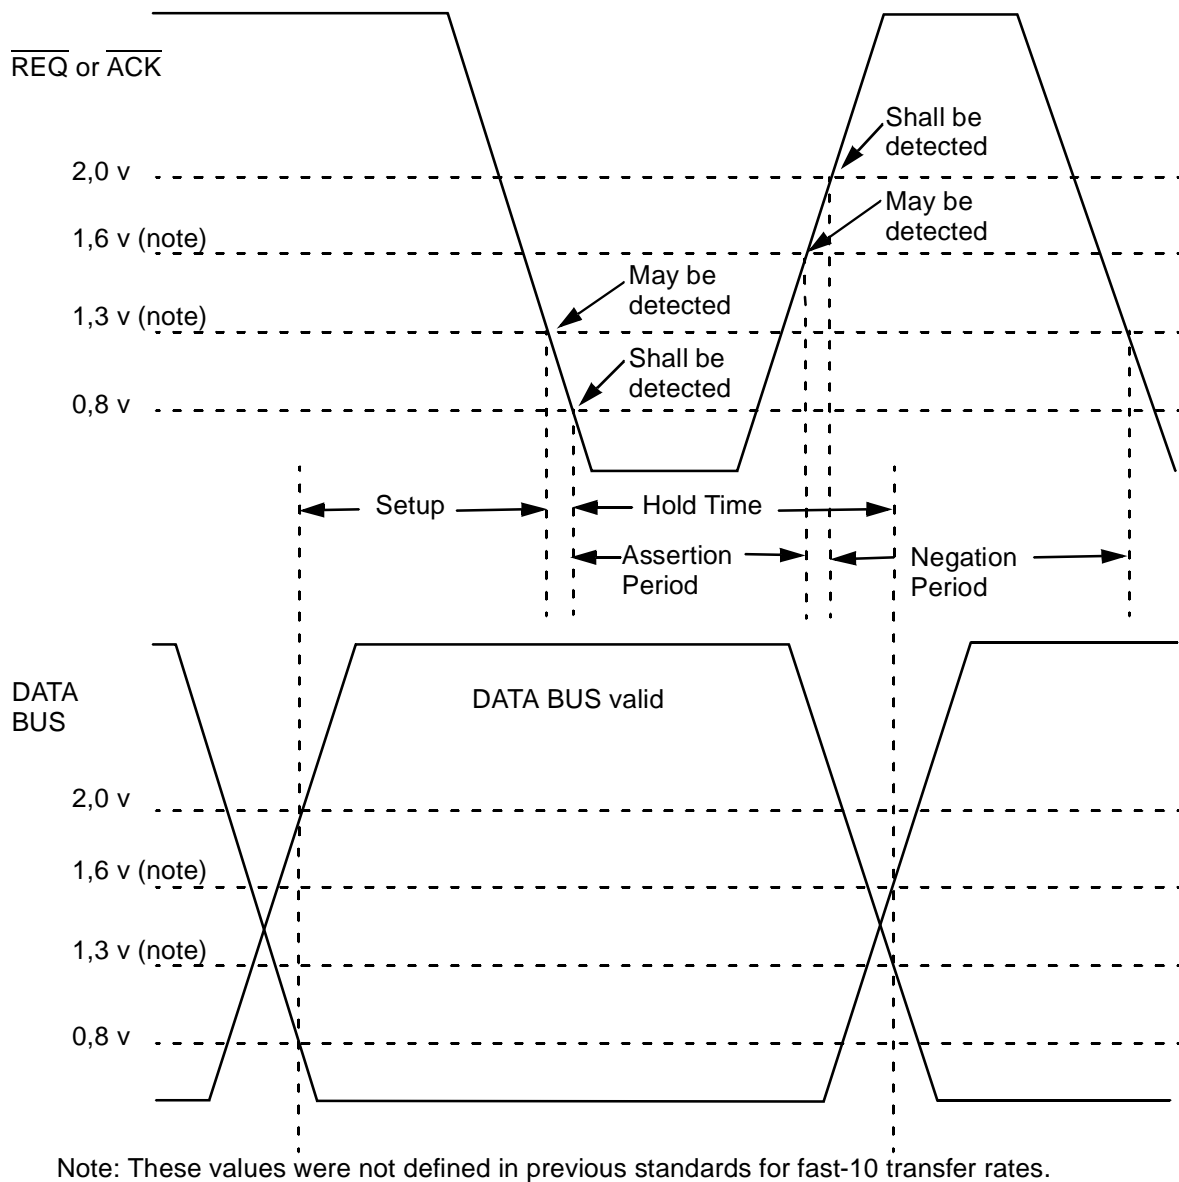 REQ or ACK
Shall be
detected
2,0 v
May be
detected
1,6 v (note)
May be
detected
1,3 v (note)
Shall be
detected
0,8 v
Setup
Hold Time
Assertion
Period
Negation
Period
DATA
BUS
DATA BUS valid
2,0 v
1,6 v (note)
1,3 v (note)
0,8 v
Note: These values were not defined in previous standards for fast-10 transfer rates.